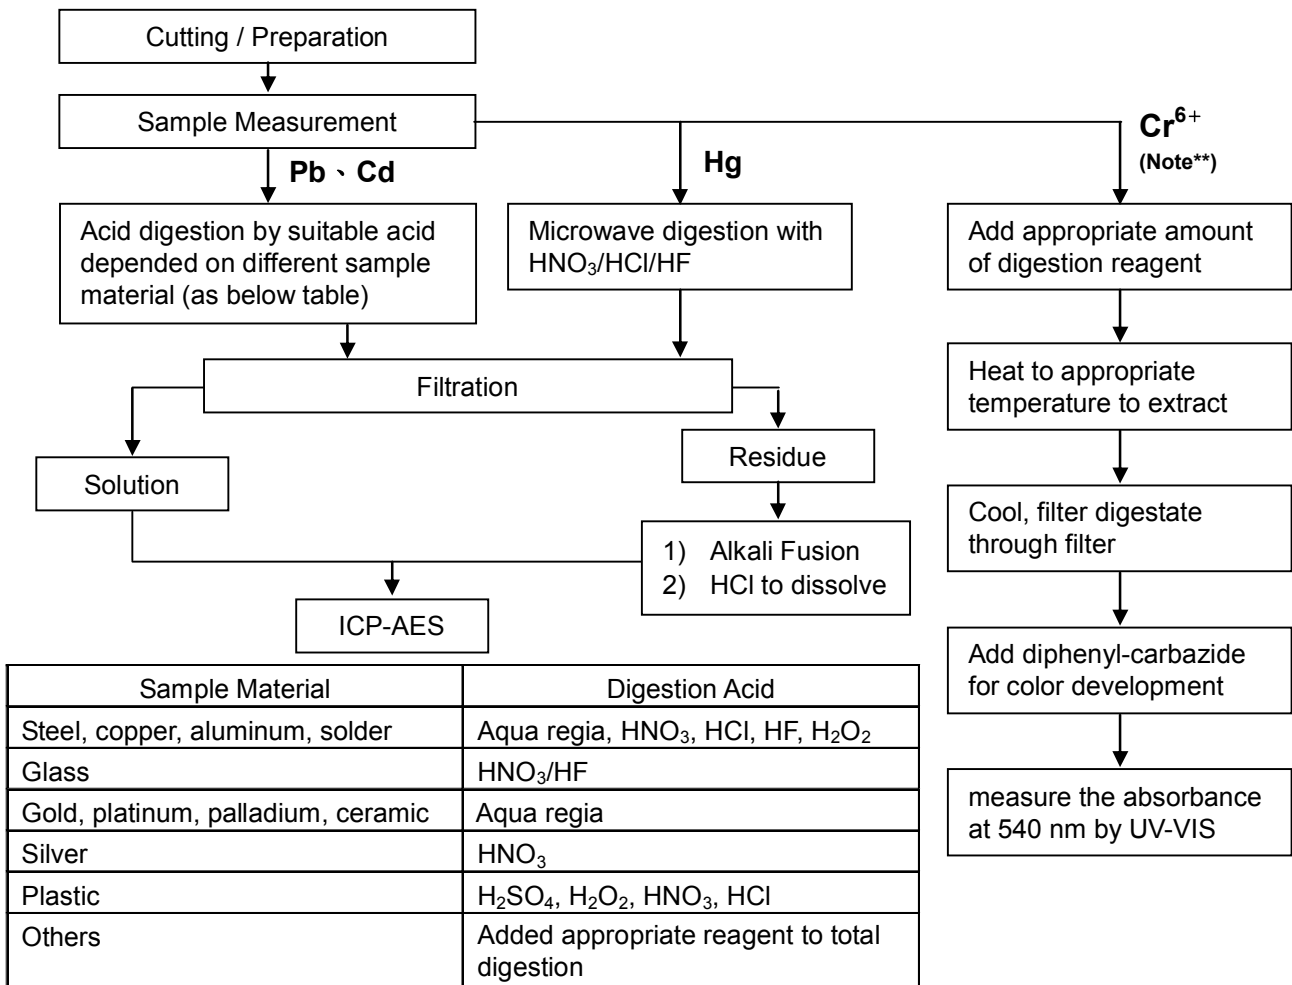 Cutting / Preparation
Sample Measurement
Pb、Cd
Hg
Cr⁶⁺
(Note**)
Acid digestion by suitable acid
depended on different sample
material (as below table)
Microwave digestion with
HNO₃/HCl/HF
Add appropriate amount
of digestion reagent
Filtration
Heat to appropriate
temperature to extract
Solution
Residue
1) Alkali Fusion
2) HCl to dissolve
Cool, filter digestate
through filter
ICP-AES
Add diphenyl-carbazide
for color development
measure the absorbance
at 540 nm by UV-VIS
Sample Material Digestion Acid
Steel, copper, aluminum, solder Aqua regia, HNO₃, HCl, HF, H₂O₂
Glass HNO₃/HF
Gold, platinum, palladium, ceramic Aqua regia
Silver HNO₃
Plastic H₂SO₄, H₂O₂, HNO₃, HCl
Others Added appropriate reagent to total
digestion